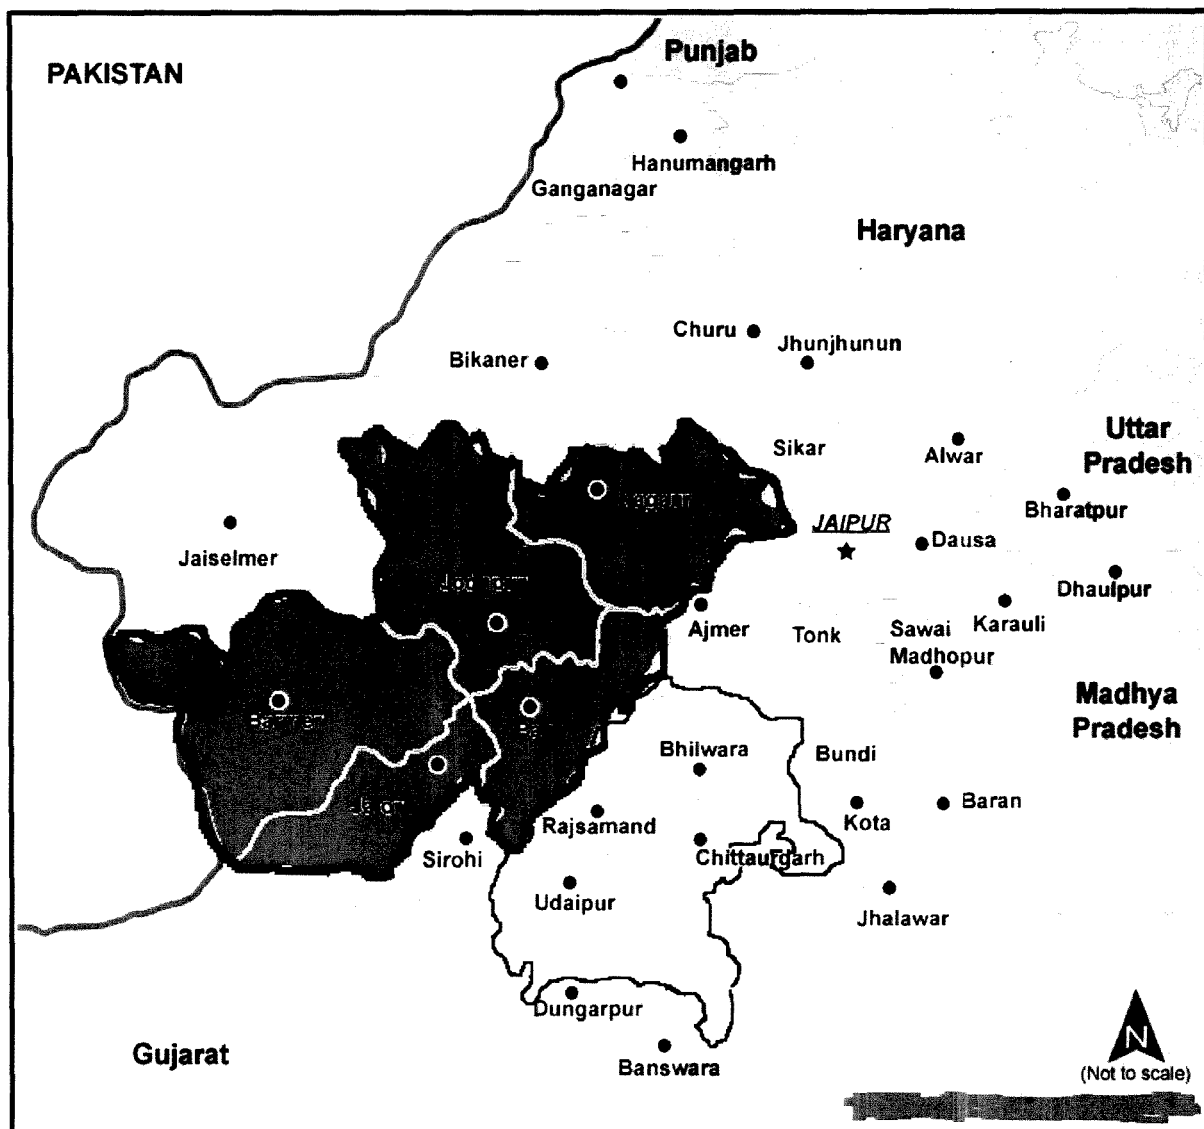 Punjab
PAKISTAN
Hanumangarh
Ganganagar
Haryana
Churu
Jhunjhunun
Bikaner
Uttar
Pradesh
Sikar
Alwar
Bharatpur
JAIPUR
Dausa
Jaiselmer
Dhaulpur
Ajmer
Tonk
Sawai
Madhopur
Karauli
Madhya
Pradesh
Bhilwara
Bundi
Baran
Kota
Rajsamand
Sirohi
Chittaurgarh
Udaipur
Jhalawar
Dungarpur
Gujarat
Banswara
N
(Not to scale)